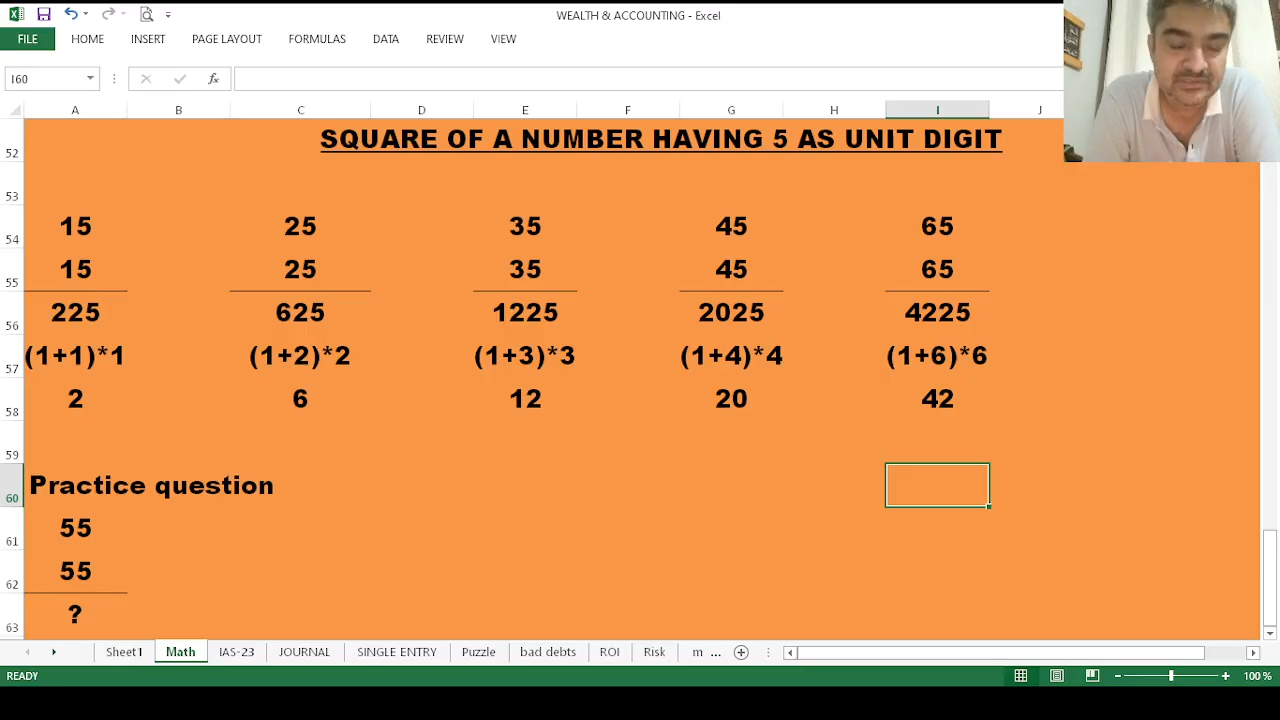 WEALTH & ACCOUNTING - Excel
FILE HOME INSERT PAGE LAYOUT FORMULAS DATA REVIEW VIEW
I60 fx
A B C D E F G H I J
52 SQUARE OF A NUMBER HAVING 5 AS UNIT DIGIT
53
54 15 25 35 45 65
55 15 25 35 45 65
56 225 625 1225 2025 4225
57 (1+1)*1 (1+2)*2 (1+3)*3 (1+4)*4 (1+6)*6
58 2 6 12 20 42
59
60 Practice question
61 55
62 55
63 ?
Sheet1 Math IAS-23 JOURNAL SINGLE ENTRY Puzzle bad debts ROI Risk m ...
READY 100 %